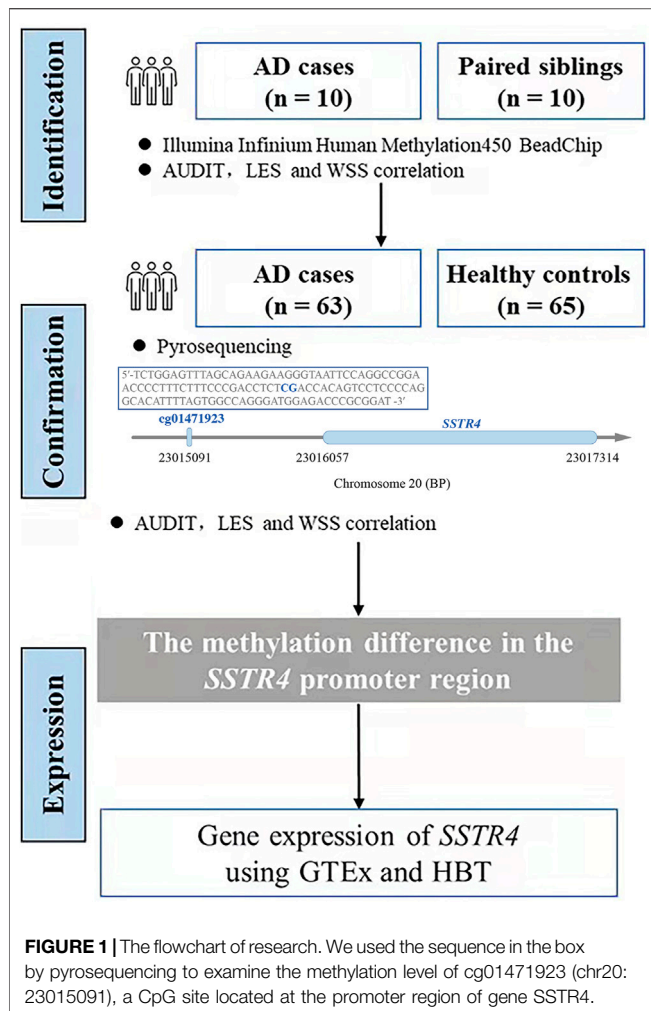 Identification
AD cases
(n = 10)
Paired siblings
(n = 10)
● Illumina Infinium Human Methylation450 BeadChip
● AUDIT， LES and WSS correlation
Confirmation
AD cases
(n = 63)
Healthy controls
(n = 65)
● Pyrosequencing
5'-TCTGGAGTTTAGCAGAAGAAGGGTAATTCCAGGCCGGA
ACCCCTTTCTTTCCCGACCTCTCGACCACAGTCCTCCCCAG
GCACATTTTAGTGGCCAGGGATGGAGACCCGCGGAT -3'
cg01471923
SSTR4
23015091
23016057
23017314
Chromosome 20 (BP)
● AUDIT， LES and WSS correlation
Expression
The methylation difference in the
SSTR4 promoter region
Gene expression of SSTR4
using GTEx and HBT
FIGURE 1 | The flowchart of research. We used the sequence in the box
by pyrosequencing to examine the methylation level of cg01471923 (chr20:
23015091), a CpG site located at the promoter region of gene SSTR4.